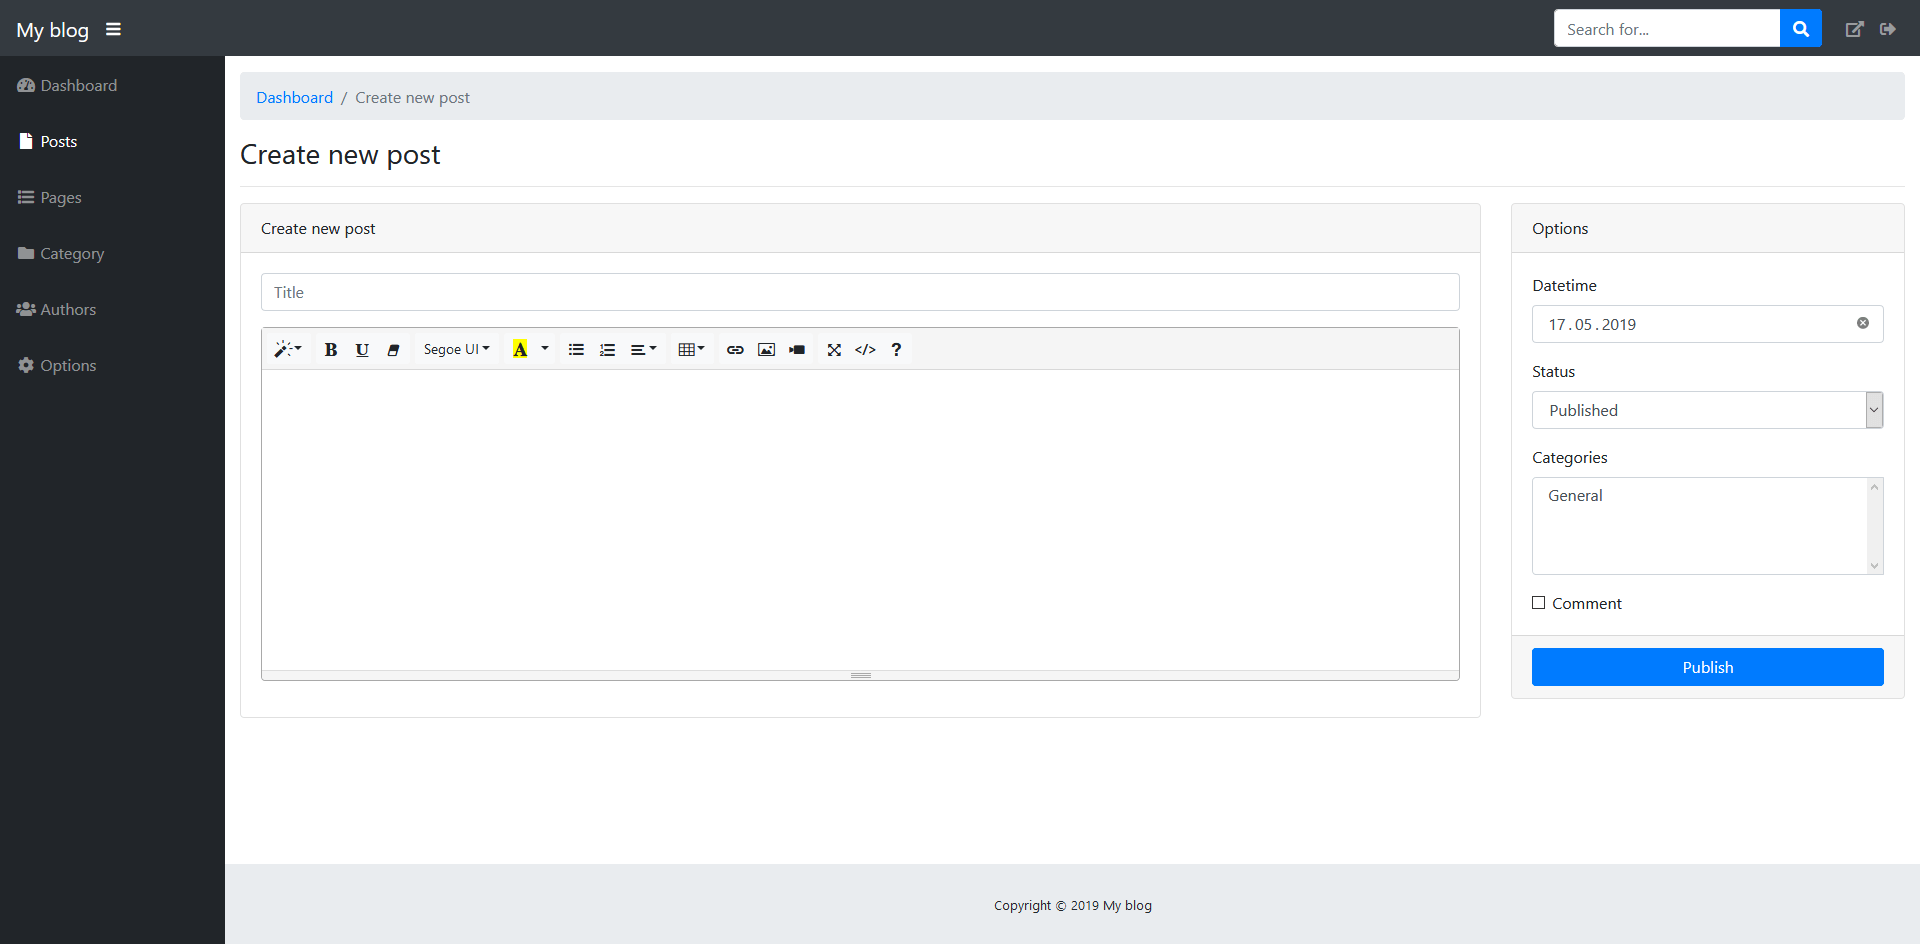 My blog
Search for...
Dashboard
Posts
Pages
Category
Authors
Options
Dashboard / Create new post
Create new post
Create new post
Title
B U Segoe UI A </> ?
Options
Datetime
17.05.2019
Status
Published
Categories
General
Comment
Publish
Copyright © 2019 My blog